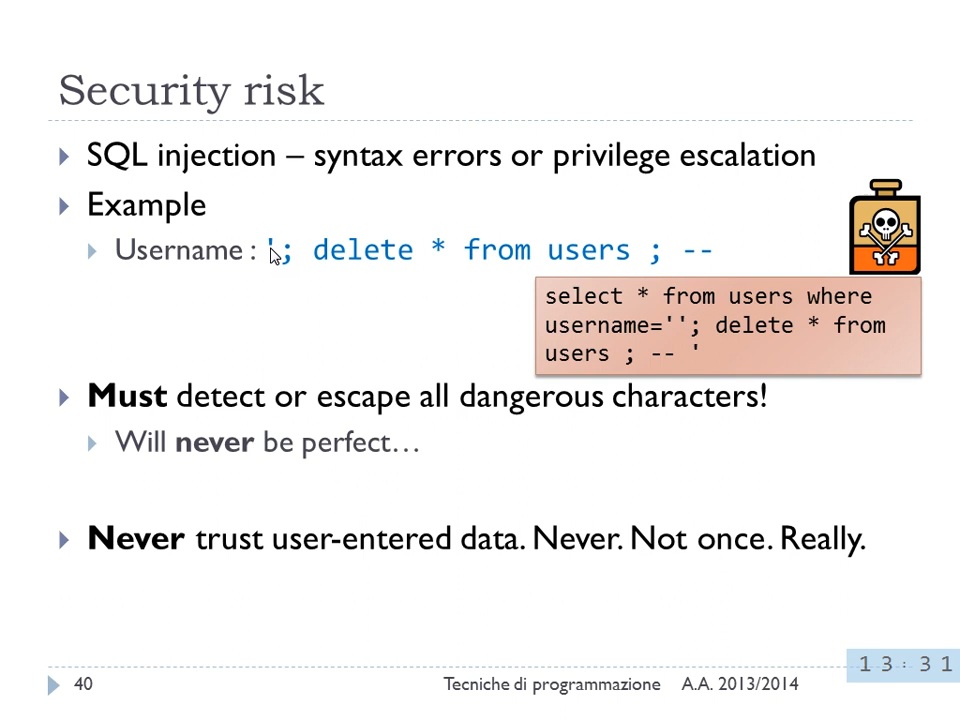 Security risk
SQL injection – syntax errors or privilege escalation
Example
Username : '; delete * from users ; --
select * from users where
username=''; delete * from
users ; -- '
Must detect or escape all dangerous characters!
Will never be perfect…
Never trust user-entered data. Never. Not once. Really.
40 Tecniche di programmazione A.A. 2013/2014
13:31